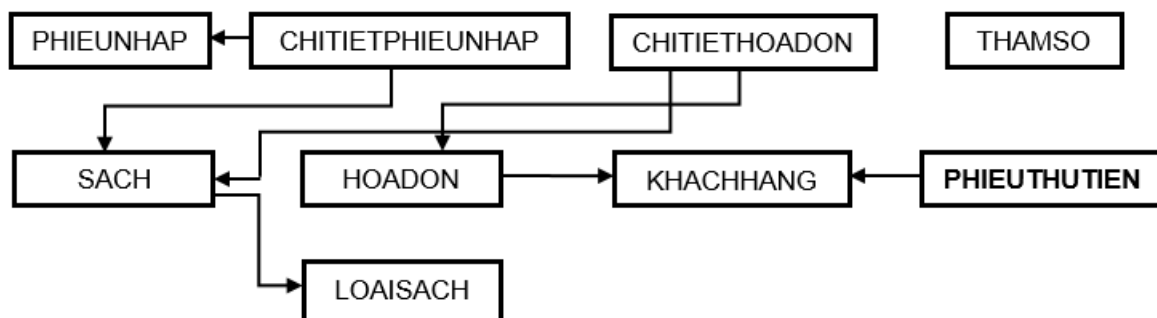 PHIEUNHAP
CHITIETPHIEUNHAP
CHITIETHOADON
THAMSO
SACH
HOADON
KHACHHANG
PHIEUTHUTIEN
LOAISACH